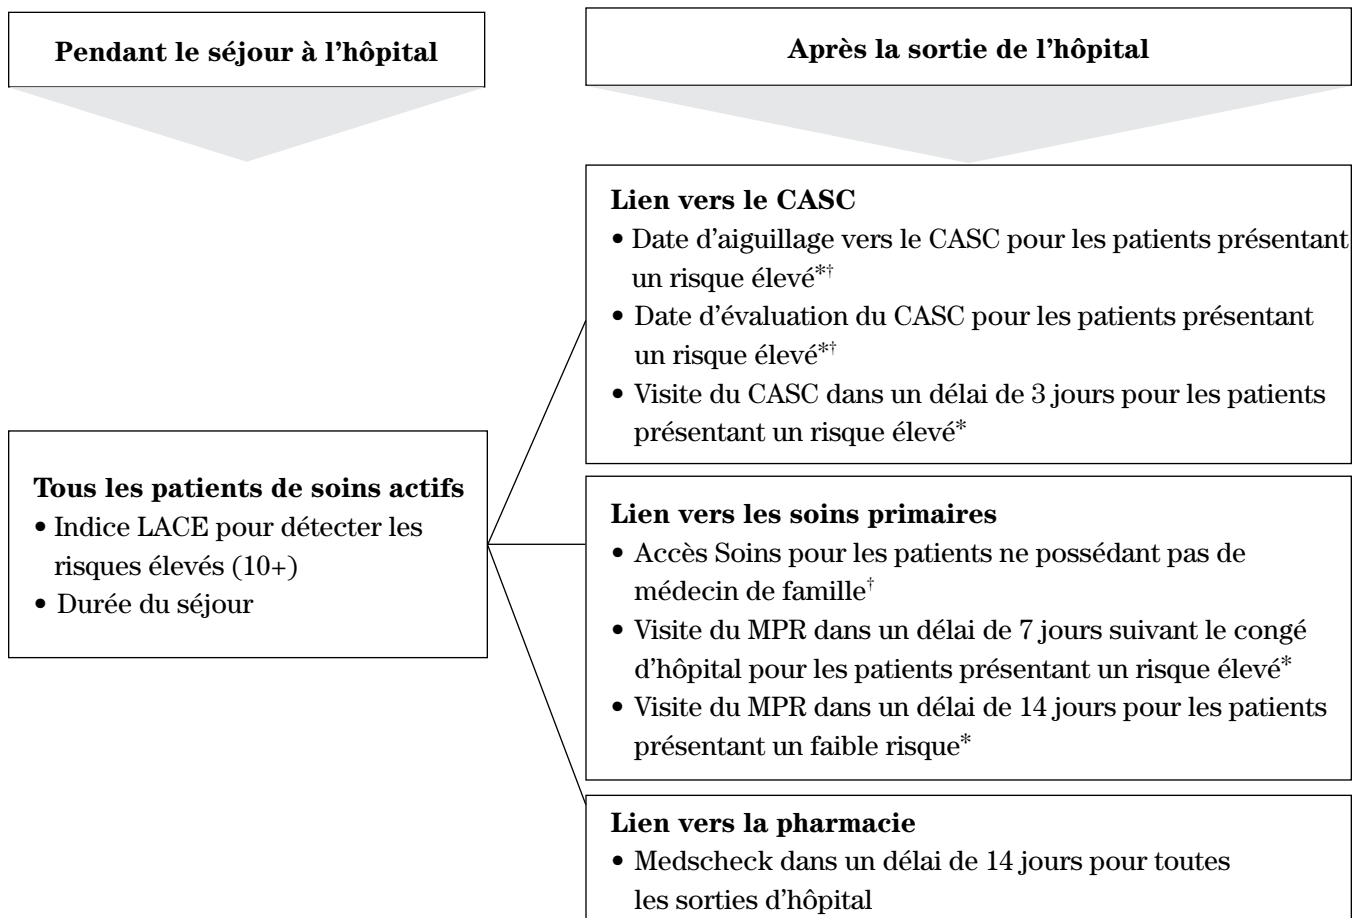 Pendant le séjour à l’hôpital
Après la sortie de l’hôpital
Tous les patients de soins actifs
• Indice LACE pour détecter les
risques élevés (10+)
• Durée du séjour
Lien vers le CASC
• Date d’aiguillage vers le CASC pour les patients présentant
un risque élevé*†
• Date d’évaluation du CASC pour les patients présentant
un risque élevé*†
• Visite du CASC dans un délai de 3 jours pour les patients
présentant un risque élevé*
Lien vers les soins primaires
• Accès Soins pour les patients ne possédant pas de
médecin de famille†
• Visite du MPR dans un délai de 7 jours suivant le congé
d’hôpital pour les patients présentant un risque élevé*
• Visite du MPR dans un délai de 14 jours pour les patients
présentant un faible risque*
Lien vers la pharmacie
• Medscheck dans un délai de 14 jours pour toutes
les sorties d’hôpital